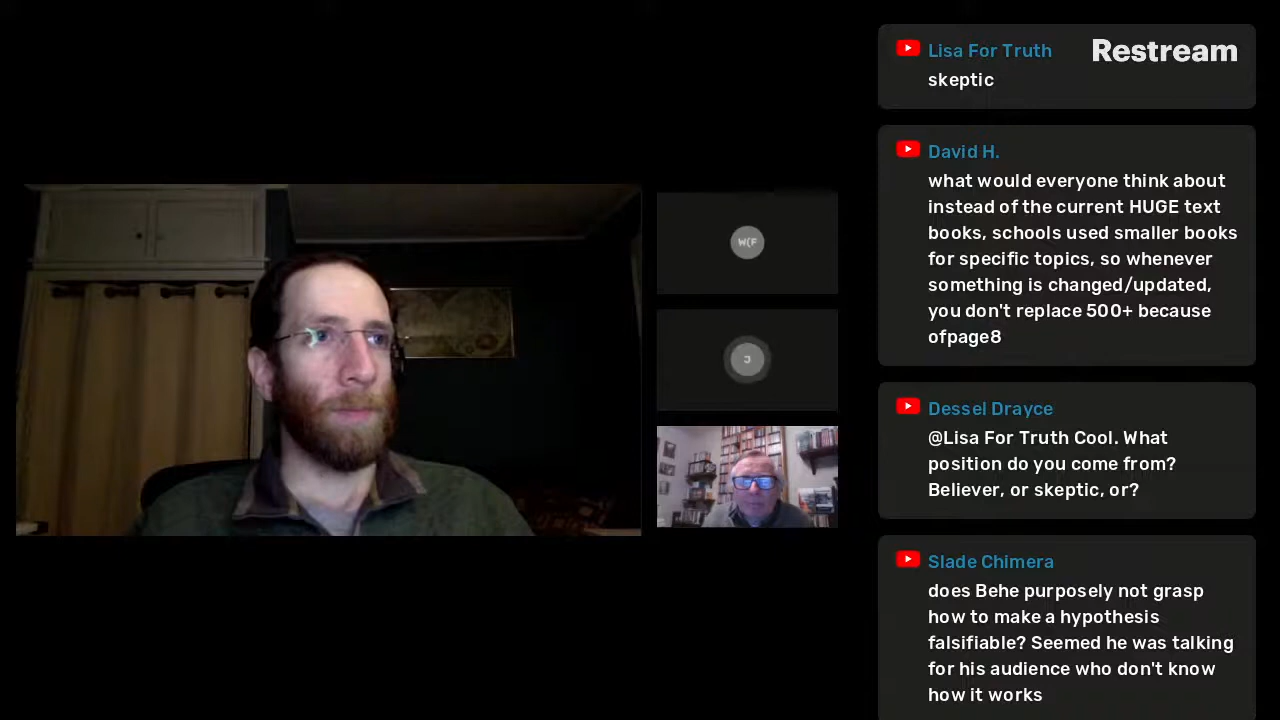 Lisa For Truth
Restream
skeptic
David H.
what would everyone think about
instead of the current HUGE text
books, schools used smaller books
for specific topics, so whenever
something is changed/updated,
you don't replace 500+ because
ofpage8
Dessel Drayce
@Lisa For Truth Cool. What
position do you come from?
Believer, or skeptic, or?
Slade Chimera
does Behe purposely not grasp
how to make a hypothesis
falsifiable? Seemed he was talking
for his audience who don't know
how it works
W(F
J